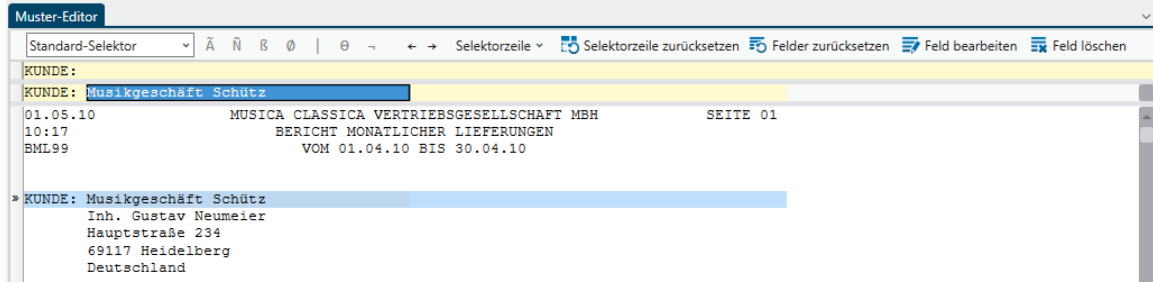 Muster-Editor
Standard-Selektor Ã Ñ ß Ø | Θ ¬ ← → Selektorzeile Selektorzeile zurücksetzen Felder zurücksetzen Feld bearbeiten Feld löschen
KUNDE:
KUNDE: Musikgeschäft Schütz
01.05.10 MUSICA CLASSICA VERTRIEBSGESELLSCHAFT MBH SEITE 01
10:17 BERICHT MONATLICHER LIEFERUNGEN
BML99 VOM 01.04.10 BIS 30.04.10
» KUNDE: Musikgeschäft Schütz
Inh. Gustav Neumeier
Hauptstraße 234
69117 Heidelberg
Deutschland